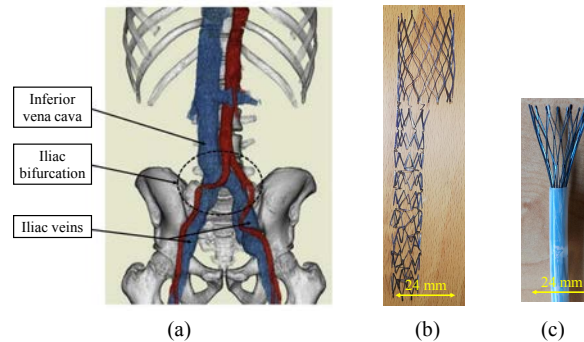 Inferior
vena cava
Iliac
bifurcation
Iliac veins
24 mm
24 mm
(a)
(b)
(c)